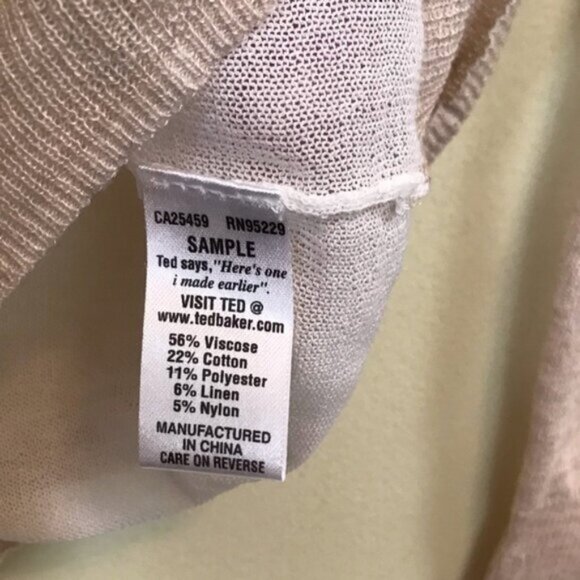 CA25459 RN95229
SAMPLE
Ted says,"Here's one
i made earlier".
VISIT TED @
www.tedbaker.com
56% Viscose
22% Cotton
11% Polyester
6% Linen
5% Nylon
MANUFACTURED
IN CHINA
CARE ON REVERSE